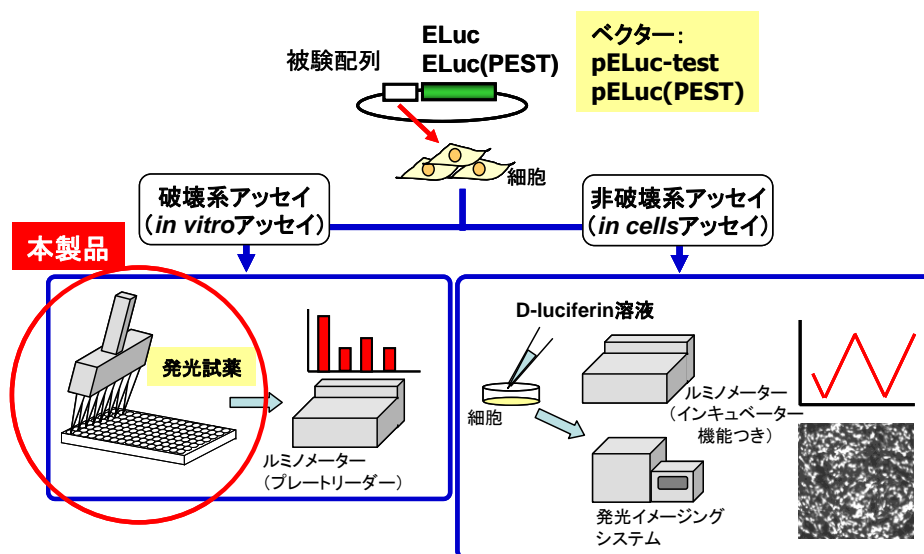 被験配列
ELuc
ELuc(PEST)
ベクター：
pELuc-test
pELuc(PEST)
細胞
破壊系アッセイ
（in vitroアッセイ）
非破壊系アッセイ
（in cellsアッセイ）
本製品
発光試薬
ルミノメーター
（プレートリーダー）
D-luciferin溶液
細胞
ルミノメーター
（インキュベーター
機能つき）
発光イメージング
システム